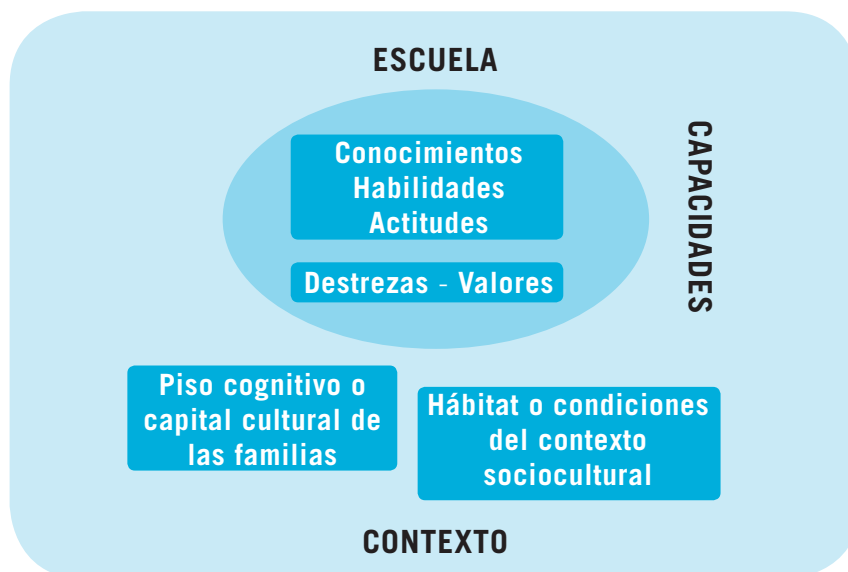 ESCUELA
Conocimientos
Habilidades
Actitudes
Destrezas - Valores
CAPACIDADES
Piso cognitivo o
capital cultural de
las familias
Hábitat o condiciones
del contexto
sociocultural
CONTEXTO